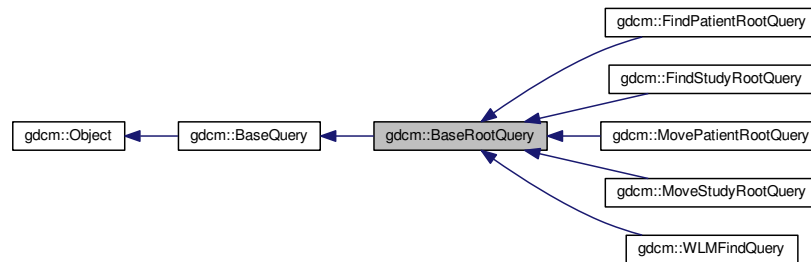 gdcm::FindPatientRootQuery
gdcm::FindStudyRootQuery
gdcm::Object
gdcm::BaseQuery
gdcm::BaseRootQuery
gdcm::MovePatientRootQuery
gdcm::MoveStudyRootQuery
gdcm::WLMFindQuery